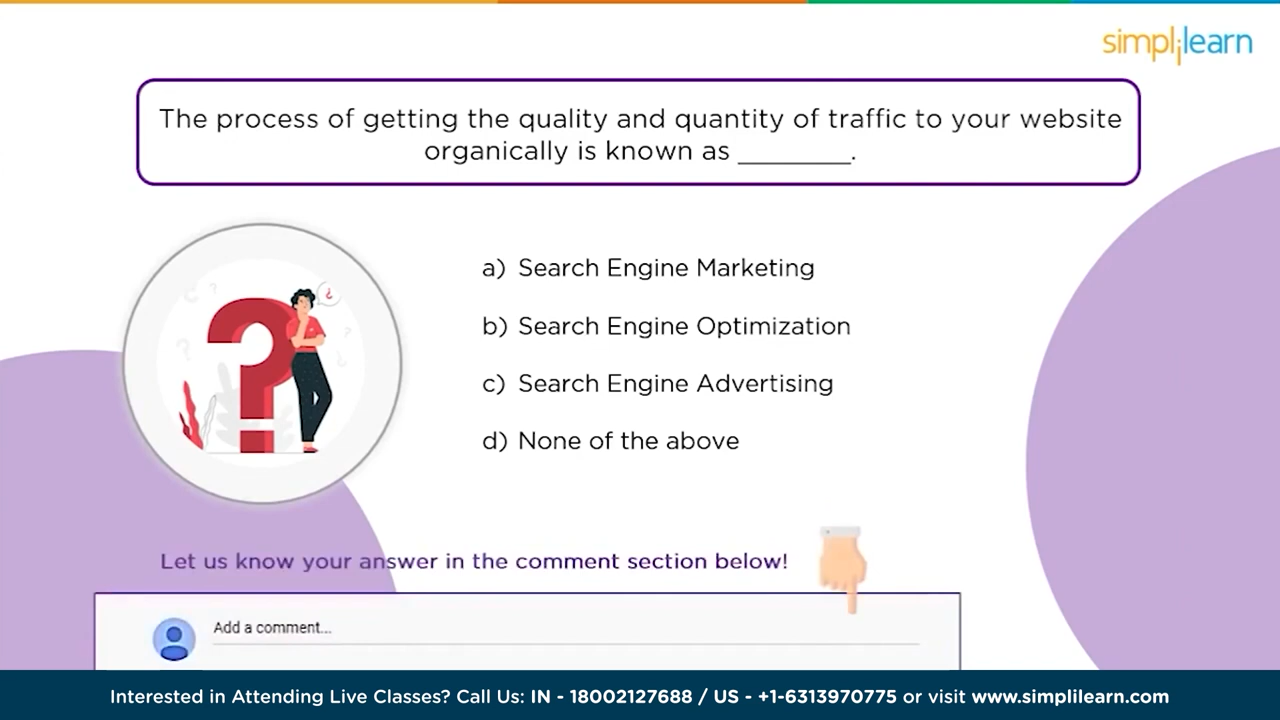 simplilearn
The process of getting the quality and quantity of traffic to your website
organically is known as ________.
a) Search Engine Marketing
b) Search Engine Optimization
c) Search Engine Advertising
d) None of the above
Let us know your answer in the comment section below!
Add a comment...
Interested in Attending Live Classes? Call Us: IN - 18002127688 / US - +1-6313970775 or visit www.simplilearn.com